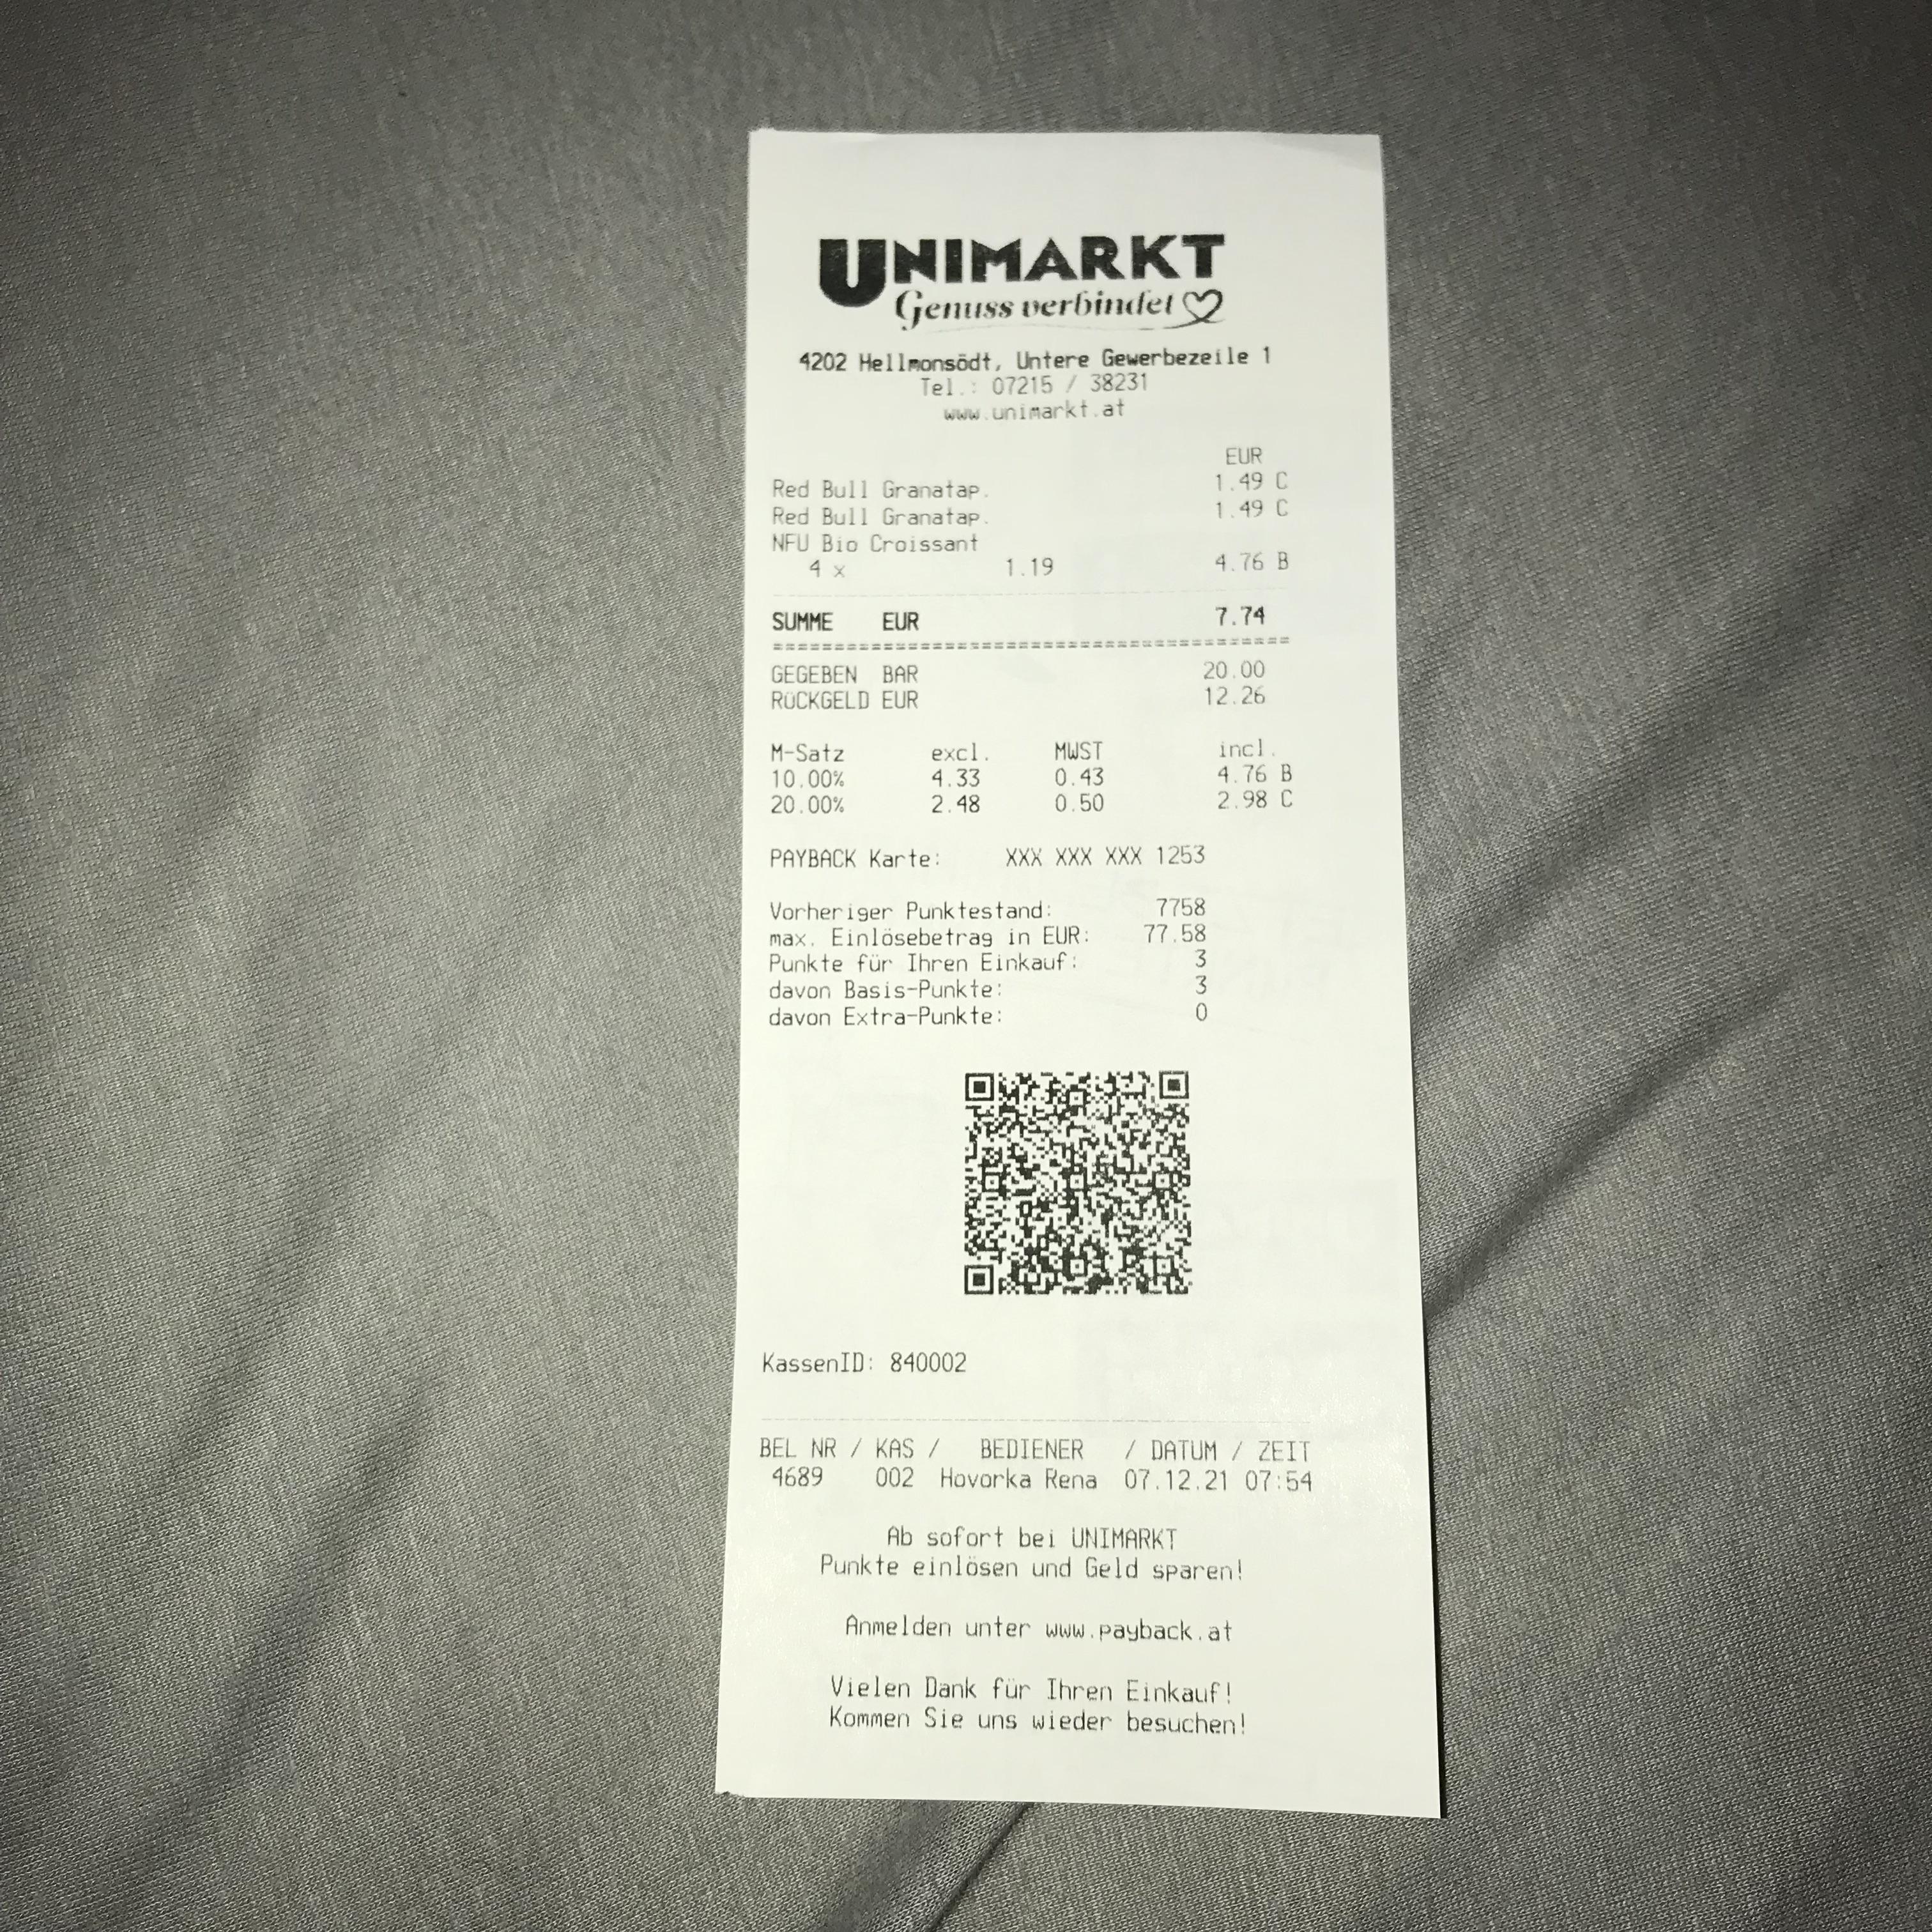 UNIMARKT
Genuss verbindet
4202 Hellmonsödt, Untere Gewerbezeile 1
Tel.: 07215 / 38231
www.unimarkt.at
EUR
Red Bull Granatap. 1.49 C
Red Bull Granatap. 1.49 C
NFU Bio Croissant
4 x 1.19 4.76 B
SUMME EUR 7.74
GEGEBEN BAR 20.00
RÜCKGELD EUR 12.26
M-Satz excl. MWST incl.
10.00% 4.33 0.43 4.76 B
20.00% 2.48 0.50 2.98 C
PAYBACK Karte: XXX XXX XXX 1253
Vorheriger Punktestand: 7758
max. Einlösebetrag in EUR: 77.58
Punkte für Ihren Einkauf: 3
davon Basis-Punkte: 3
davon Extra-Punkte: 0
KassenID: 840002
BEL NR / KAS / BEDIENER / DATUM / ZEIT
4689 002 Hovorka Rena 07.12.21 07:54
Ab sofort bei UNIMARKT
Punkte einlösen und Geld sparen!
Anmelden unter www.payback.at
Vielen Dank für Ihren Einkauf!
Kommen Sie uns wieder besuchen!